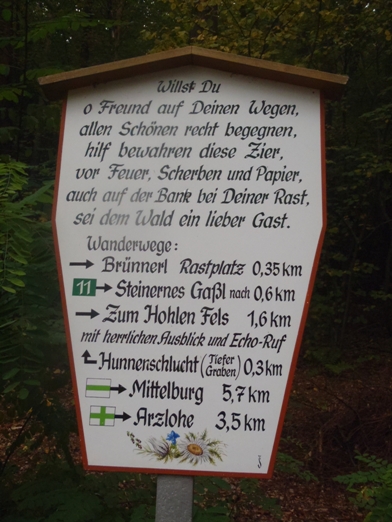 Willst Du
o Freund auf Deinen Wegen,
allen Schönen recht begegnen,
hilf bewahren diese Zier,
vor Feuer, Scherben und Papier,
auch auf der Bank bei Deiner Rast,
sei dem Wald ein lieber Gast.
Wanderwege:
Brünnerl Rastplatz 0,35 km
11 Steinernes Gaßl nach 0,6 km
Zum Hohlen Fels 1,6 km
mit herrlichen Ausblick und Echo-Ruf
Hunnenschlucht (Tiefer Graben) 0,3 km
Mittelburg 5,7 km
Arzlohe 3,5 km